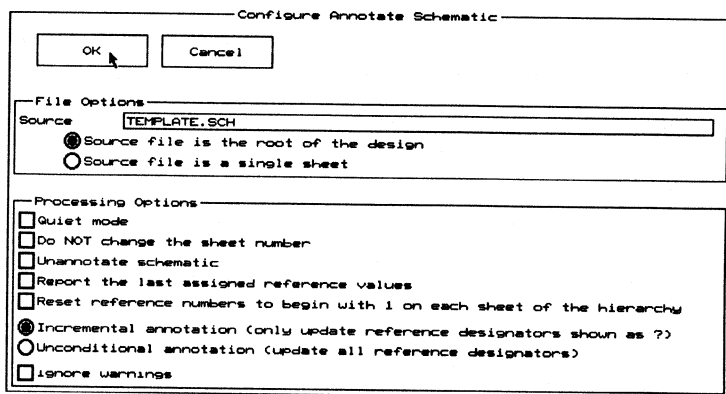 Configure Annotate Schematic
OK Cancel
File Options
Source TEMPLATE.SCH
Source file is the root of the design
Source file is a single sheet
Processing Options
Quiet mode
Do NOT change the sheet number
Unannotate schematic
Report the last assigned reference values
Reset reference numbers to begin with 1 on each sheet of the hierarchy
Incremental annotation (only update reference designators shown as ?)
Unconditional annotation (update all reference designators)
Ignore warnings